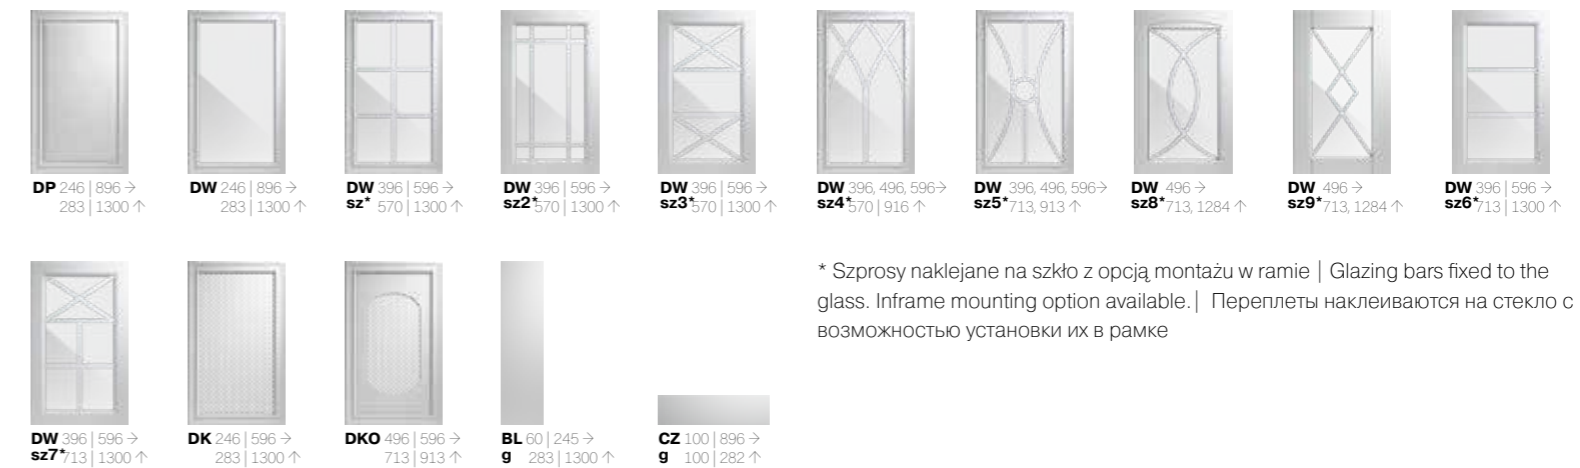 DP 246 | 896 →
283 | 1300 ↑
DW 246 | 896 →
283 | 1300 ↑
DW 396 | 596 →
sz* 570 | 1300 ↑
DW 396 | 596 →
sz2* 570 | 1300 ↑
DW 396 | 596 →
sz3* 570 | 1300 ↑
DW 396, 496, 596→
sz4* 570 | 916 ↑
DW 396, 496, 596→
sz5* 713, 913 ↑
DW 496 →
sz8* 713, 1284 ↑
DW 496 →
sz9* 713, 1284 ↑
DW 396 | 596 →
sz6* 713 | 1300 ↑
DW 396 | 596 →
sz7* 713 | 1300 ↑
DK 246 | 596 →
283 | 1300 ↑
DKO 496 | 596 →
713 | 913 ↑
BL 60 | 245 →
g 283 | 1300 ↑
CZ 100 | 896 →
g 100 | 282 ↑
* Szprosy naklejane na szkło z opcją montażu w ramie | Glazing bars fixed to the
glass. Inframe mounting option available. | Переплеты наклеиваются на стекло с
возможностью установки их в рамке